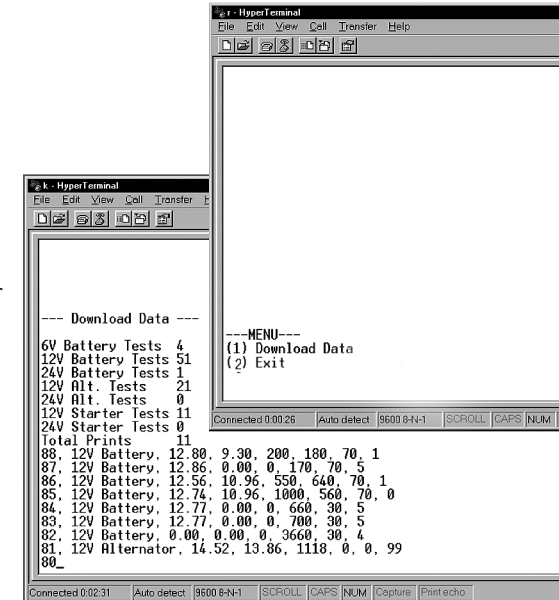 r - HyperTerminal
File Edit View Call Transfer Help
---MENU---
(1) Download Data
(2) Exit
Connected 0:00:26 Auto detect 9600 8-N-1 SCROLL CAPS NUM
k - HyperTerminal
File Edit View Call Transfer
--- Download Data ---
6V Battery Tests 4
12V Battery Tests 51
24V Battery Tests 1
12V Alt. Tests 21
24V Alt. Tests 0
12V Starter Tests 11
24V Starter Tests 0
Total Prints 11
88, 12V Battery, 12.80, 9.30, 200, 180, 70, 1
87, 12V Battery, 12.86, 0.00, 0, 170, 70, 5
86, 12V Battery, 12.56, 10.96, 550, 640, 70, 1
85, 12V Battery, 12.74, 10.96, 1000, 560, 70, 0
84, 12V Battery, 12.77, 0.00, 0, 660, 30, 5
83, 12V Battery, 12.77, 0.00, 0, 700, 30, 5
82, 12V Battery, 0.00, 0.00, 0, 3660, 30, 4
81, 12V Alternator, 14.52, 13.86, 1118, 0, 0, 99
80_
Connected 0:02:31 Auto detect 9600 8-N-1 SCROLL CAPS NUM Capture Print echo